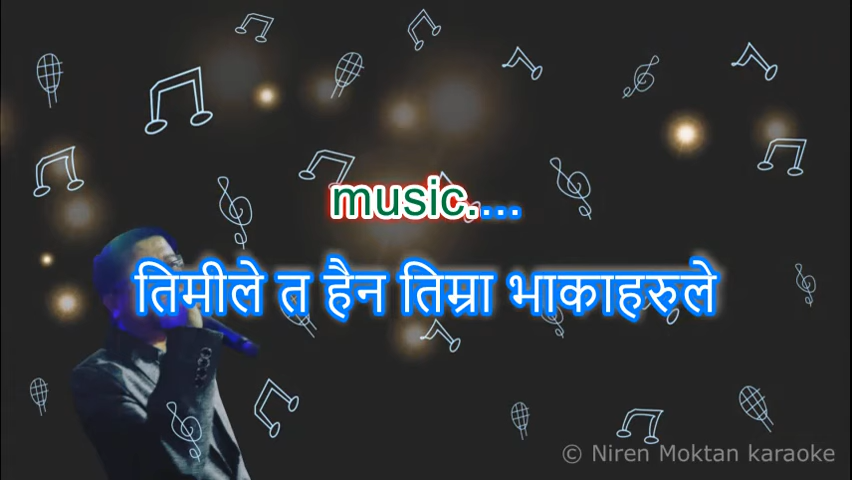 music....
तिमीले त हैन तिम्रा भाकाहरुले
© Niren Moktan karaoke